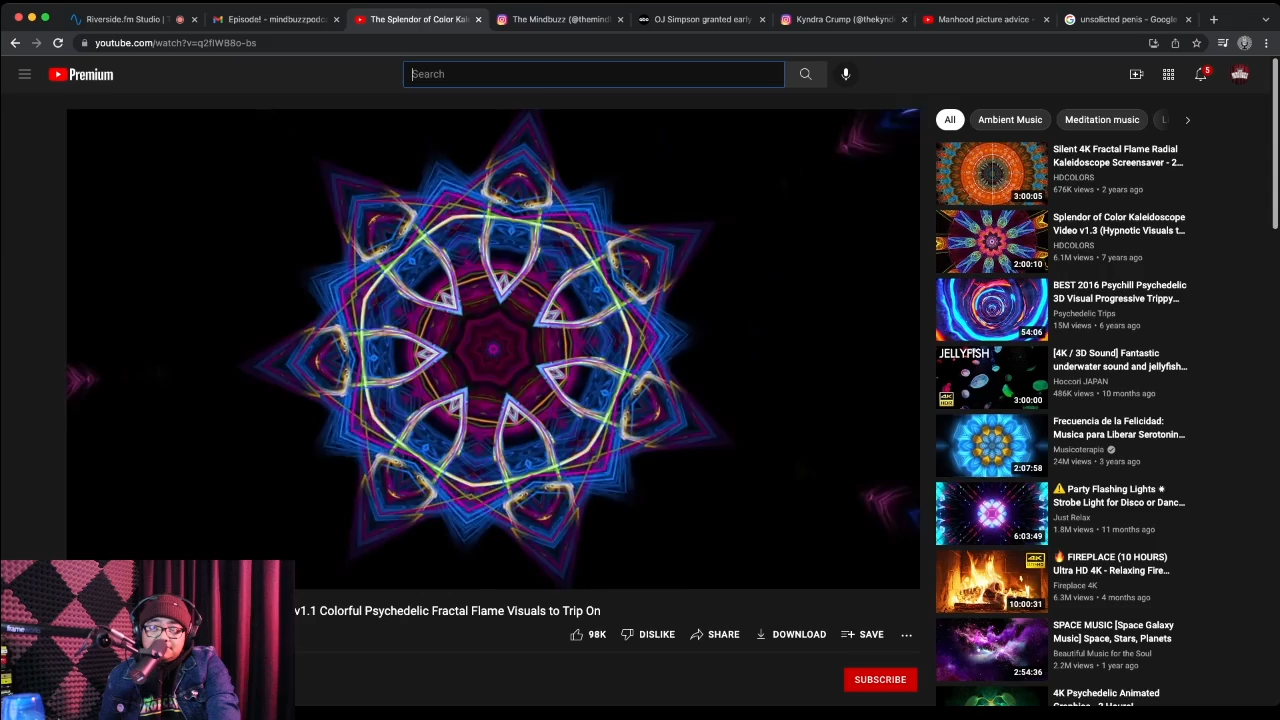 Riverside.fm Studio | T
Episode! - mindbuzzpodca
The Splendor of Color Kale
The Mindbuzz (@themind
OJ Simpson granted early
Kyndra Crump (@thekynd
Manhood picture advice -
unsolicted penis - Google
youtube.com/watch?v=q2fIWB8o-bs
Premium
Search
5
All
Ambient Music
Meditation music
Silent 4K Fractal Flame Radial
Kaleidoscope Screensaver - 2...
HDCOLORS
676K views • 2 years ago
3:00:05
Splendor of Color Kaleidoscope
Video v1.3 (Hypnotic Visuals t...
HDCOLORS
6.1M views • 7 years ago
2:00:10
BEST 2016 Psychill Psychedelic
3D Visual Progressive Trippy...
Psychedelic Trips
15M views • 6 years ago
54:06
JELLYFISH
4K
HDR
3:00:00
[4K / 3D Sound] Fantastic
underwater sound and jellyfish...
Hoccori JAPAN
486K views • 10 months ago
Frecuencia de la Felicidad:
Musica para Liberar Serotonin...
Musicoterapia
24M views • 3 years ago
2:07:58
⚠ Party Flashing Lights ✷
Strobe Light for Disco or Danc...
Just Relax
1.8M views • 11 months ago
6:03:49
🔥 FIREPLACE (10 HOURS)
Ultra HD 4K - Relaxing Fire...
Fireplace 4K
6.3M views • 4 months ago
4K
10:00:31
SPACE MUSIC [Space Galaxy
Music] Space, Stars, Planets
Beautiful Music for the Soul
2.2M views • 1 year ago
2:54:36
4K Psychedelic Animated
v1.1 Colorful Psychedelic Fractal Flame Visuals to Trip On
98K
DISLIKE
SHARE
DOWNLOAD
SAVE
SUBSCRIBE